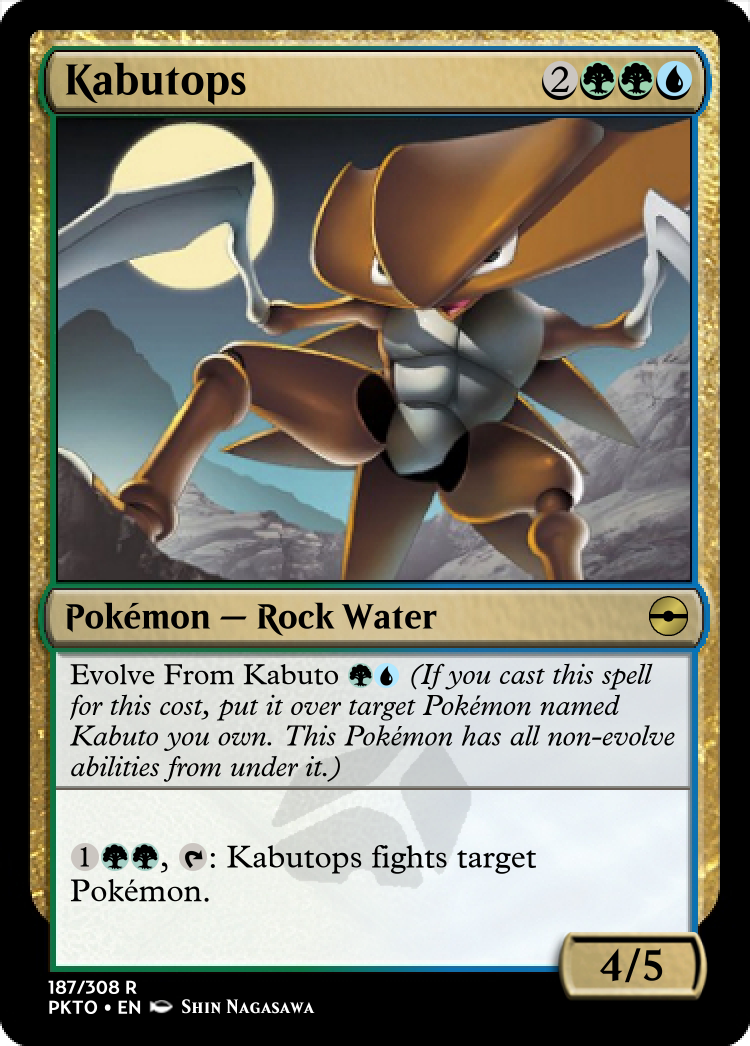 Kabutops 2
Pokémon — Rock Water
Evolve From Kabuto (If you cast this spell
for this cost, put it over target Pokémon named
Kabuto you own. This Pokémon has all non-evolve
abilities from under it.)
1, : Kabutops fights target
Pokémon.
4/5
187/308 R
PKTO • EN Shin Nagasawa